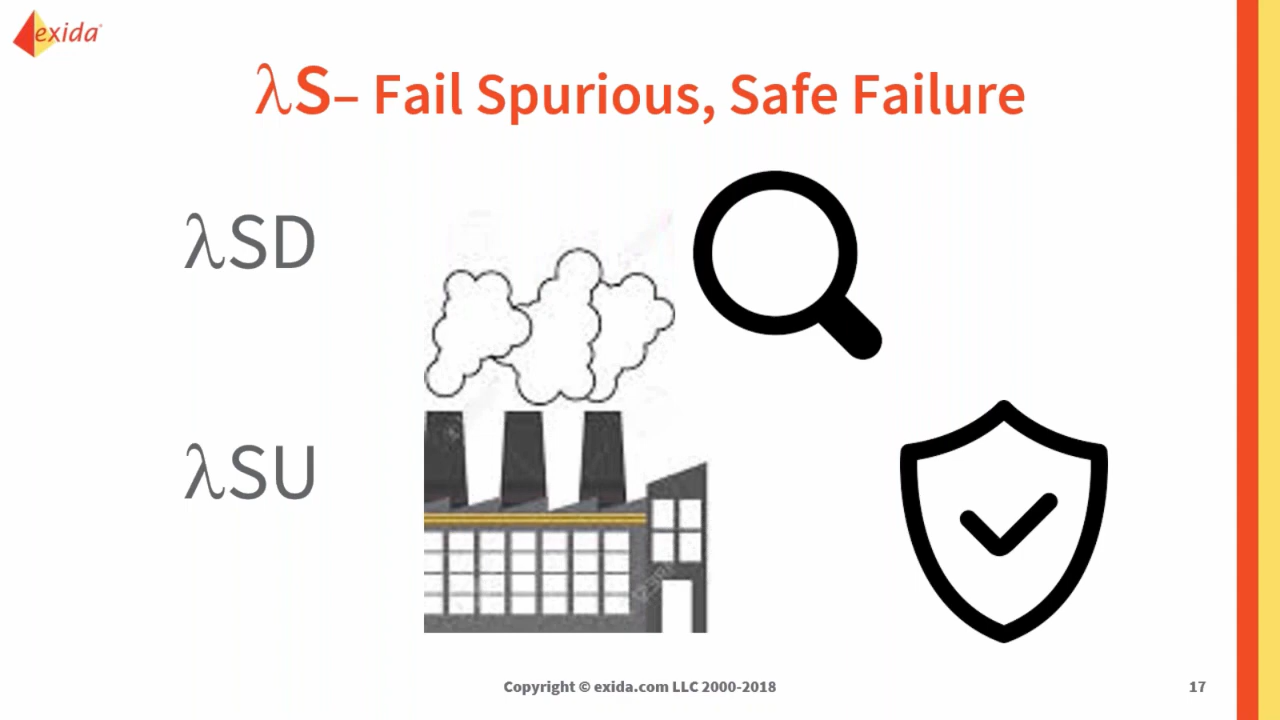 exida
λS– Fail Spurious, Safe Failure
λSD
λSU
Copyright © exida.com LLC 2000-2018
17